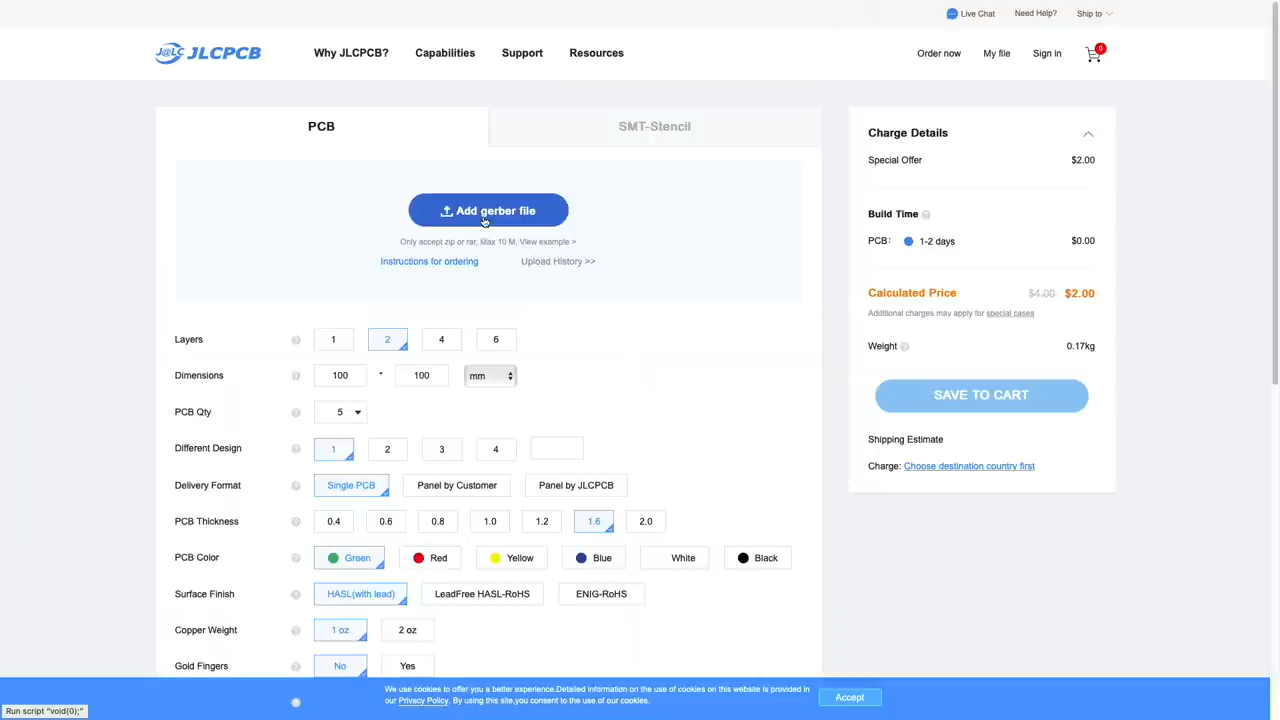 Live Chat Need Help? Ship to
J@LC JLCPCB Why JLCPCB? Capabilities Support Resources Order now My file Sign in 0
PCB SMT-Stencil
Add gerber file
Only accept zip or rar, Max 10 M, View example >
Instructions for ordering Upload History >>
Layers ? 1 2 4 6
Dimensions ? 100 * 100 mm
PCB Qty ? 5
Different Design ? 1 2 3 4
Delivery Format ? Single PCB Panel by Customer Panel by JLCPCB
PCB Thickness ? 0.4 0.6 0.8 1.0 1.2 1.6 2.0
PCB Color ? Green Red Yellow Blue White Black
Surface Finish ? HASL(with lead) LeadFree HASL-RoHS ENIG-RoHS
Copper Weight ? 1 oz 2 oz
Gold Fingers ? No Yes
Charge Details
Special Offer $2.00
Build Time ?
PCB: 1-2 days $0.00
Calculated Price $4.00 $2.00
Additional charges may apply for special cases
Weight ? 0.17kg
SAVE TO CART
Shipping Estimate
Charge: Choose destination country first
We use cookies to offer you a better experience.Detailed information on the use of cookies on this website is provided in
our Privacy Policy. By using this site,you consent to the use of our cookies.
Accept
Run script "void(0);"